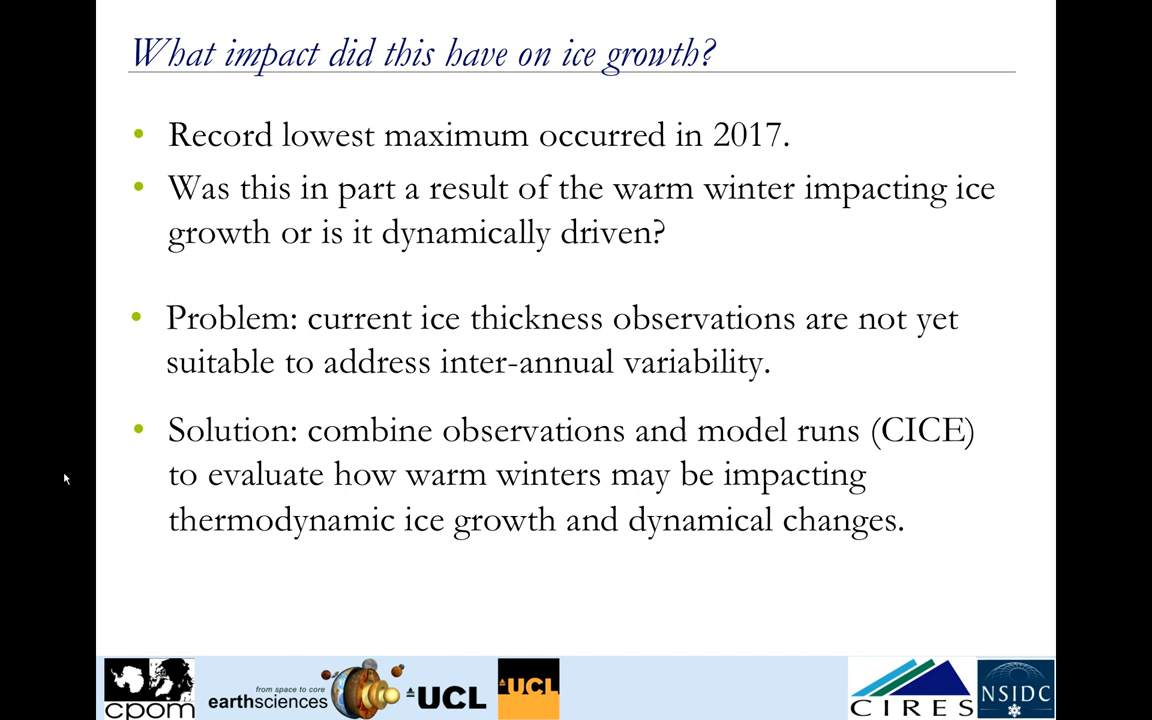 What impact did this have on ice growth?
• Record lowest maximum occurred in 2017.
• Was this in part a result of the warm winter impacting ice
growth or is it dynamically driven?
• Problem: current ice thickness observations are not yet
suitable to address inter-annual variability.
• Solution: combine observations and model runs (CICE)
to evaluate how warm winters may be impacting
thermodynamic ice growth and dynamical changes.
cpom
from space to core
earthsciences
UCL
UCL
CIRES
NSIDC